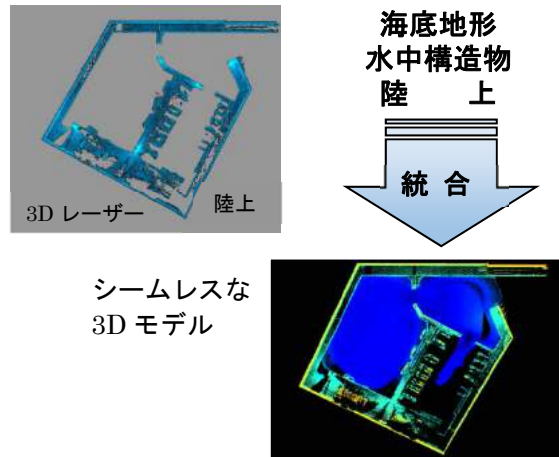 海底地形
水中構造物
陸　　上
統 合
3D レーザー
陸上
シームレスな
3D モデル